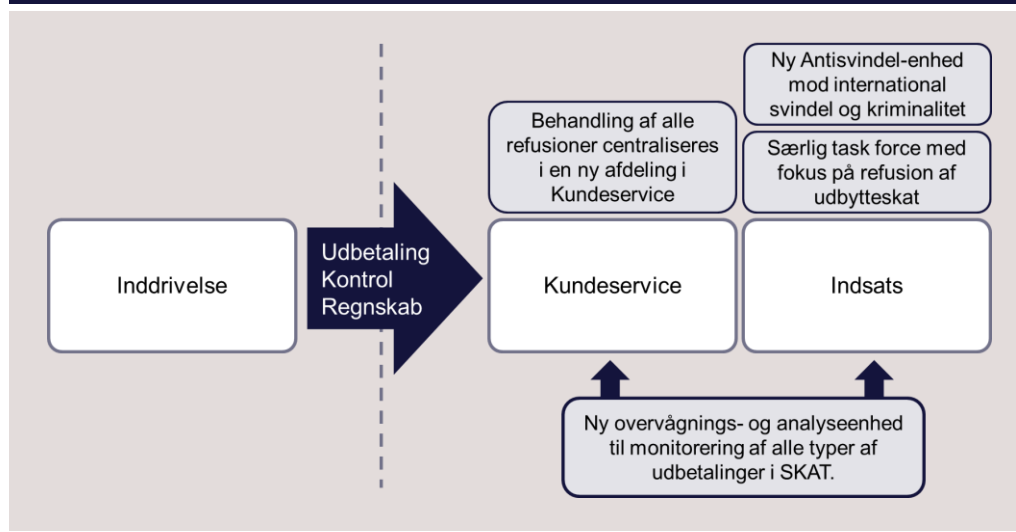 Inddrivelse
Udbetaling
Kontrol
Regnskab
Behandling af alle
refusioner centraliseres
i en ny afdeling i
Kundeservice
Kundeservice
Ny Antisvindel-enhed
mod international
svindel og kriminalitet
Særlig task force med
fokus på refusion af
udbytteskat
Indsats
Ny overvågnings- og analyseenhed
til monitorering af alle typer af
udbetalinger i SKAT.